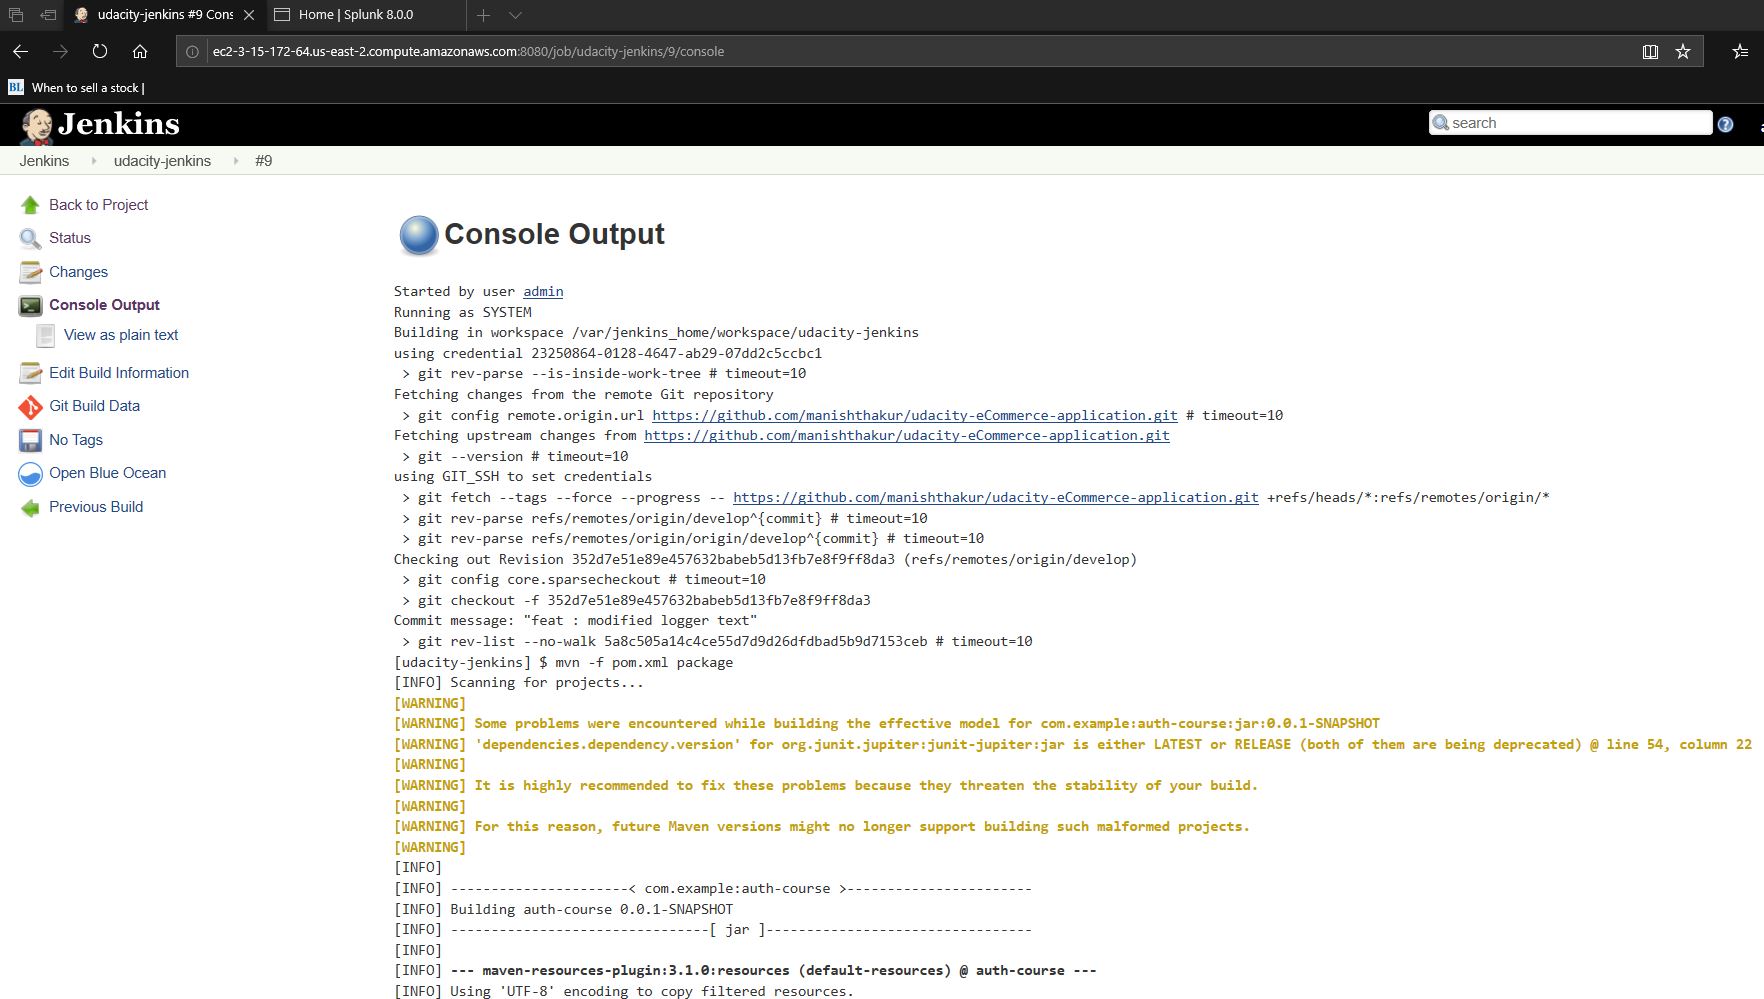 udacity-jenkins #9 Cons
Home | Splunk 8.0.0
ec2-3-15-172-64.us-east-2.compute.amazonaws.com:8080/job/udacity-jenkins/9/console
BL When to sell a stock |
Jenkins
search
Jenkins udacity-jenkins #9
Back to Project
Status
Changes
Console Output
View as plain text
Edit Build Information
Git Build Data
No Tags
Open Blue Ocean
Previous Build
Console Output
Started by user admin
Running as SYSTEM
Building in workspace /var/jenkins_home/workspace/udacity-jenkins
using credential 23250864-0128-4647-ab29-07dd2c5ccbc1
> git rev-parse --is-inside-work-tree # timeout=10
Fetching changes from the remote Git repository
> git config remote.origin.url https://github.com/manishthakur/udacity-eCommerce-application.git # timeout=10
Fetching upstream changes from https://github.com/manishthakur/udacity-eCommerce-application.git
> git --version # timeout=10
using GIT_SSH to set credentials
> git fetch --tags --force --progress -- https://github.com/manishthakur/udacity-eCommerce-application.git +refs/heads/*:refs/remotes/origin/*
> git rev-parse refs/remotes/origin/develop^{commit} # timeout=10
> git rev-parse refs/remotes/origin/origin/develop^{commit} # timeout=10
Checking out Revision 352d7e51e89e457632babeb5d13fb7e8f9ff8da3 (refs/remotes/origin/develop)
> git config core.sparsecheckout # timeout=10
> git checkout -f 352d7e51e89e457632babeb5d13fb7e8f9ff8da3
Commit message: "feat : modified logger text"
> git rev-list --no-walk 5a8c505a14c4ce55d7d9d26dfdbad5b9d7153ceb # timeout=10
[udacity-jenkins] $ mvn -f pom.xml package
[INFO] Scanning for projects...
[WARNING]
[WARNING] Some problems were encountered while building the effective model for com.example:auth-course:jar:0.0.1-SNAPSHOT
[WARNING] 'dependencies.dependency.version' for org.junit.jupiter:junit-jupiter:jar is either LATEST or RELEASE (both of them are being deprecated) @ line 54, column 22
[WARNING]
[WARNING] It is highly recommended to fix these problems because they threaten the stability of your build.
[WARNING]
[WARNING] For this reason, future Maven versions might no longer support building such malformed projects.
[WARNING]
[INFO]
[INFO] ----------------------< com.example:auth-course >-----------------------
[INFO] Building auth-course 0.0.1-SNAPSHOT
[INFO] --------------------------------[ jar ]---------------------------------
[INFO]
[INFO] --- maven-resources-plugin:3.1.0:resources (default-resources) @ auth-course ---
[INFO] Using 'UTF-8' encoding to copy filtered resources.